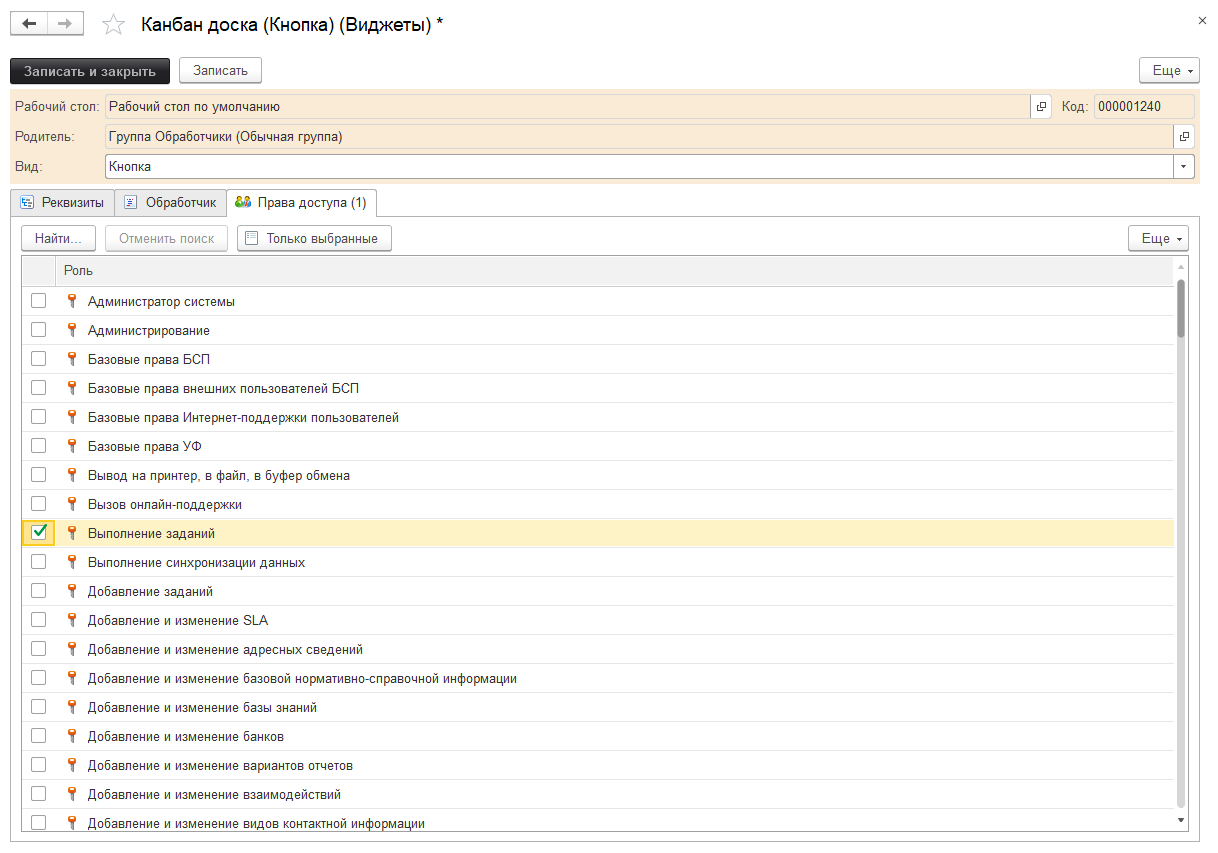 Канбан доска (Кнопка) (Виджеты) *
Записать и закрыть Записать Еще
Рабочий стол: Рабочий стол по умолчанию Код: 000001240
Родитель: Группа Обработчики (Обычная группа)
Вид: Кнопка
Реквизиты Обработчик Права доступа (1)
Найти... Отменить поиск Только выбранные Еще
Роль
Администратор системы
Администрирование
Базовые права БСП
Базовые права внешних пользователей БСП
Базовые права Интернет-поддержки пользователей
Базовые права УФ
Вывод на принтер, в файл, в буфер обмена
Вызов онлайн-поддержки
Выполнение заданий
Выполнение синхронизации данных
Добавление заданий
Добавление и изменение SLA
Добавление и изменение адресных сведений
Добавление и изменение базовой нормативно-справочной информации
Добавление и изменение базы знаний
Добавление и изменение банков
Добавление и изменение вариантов отчетов
Добавление и изменение взаимодействий
Добавление и изменение видов контактной информации